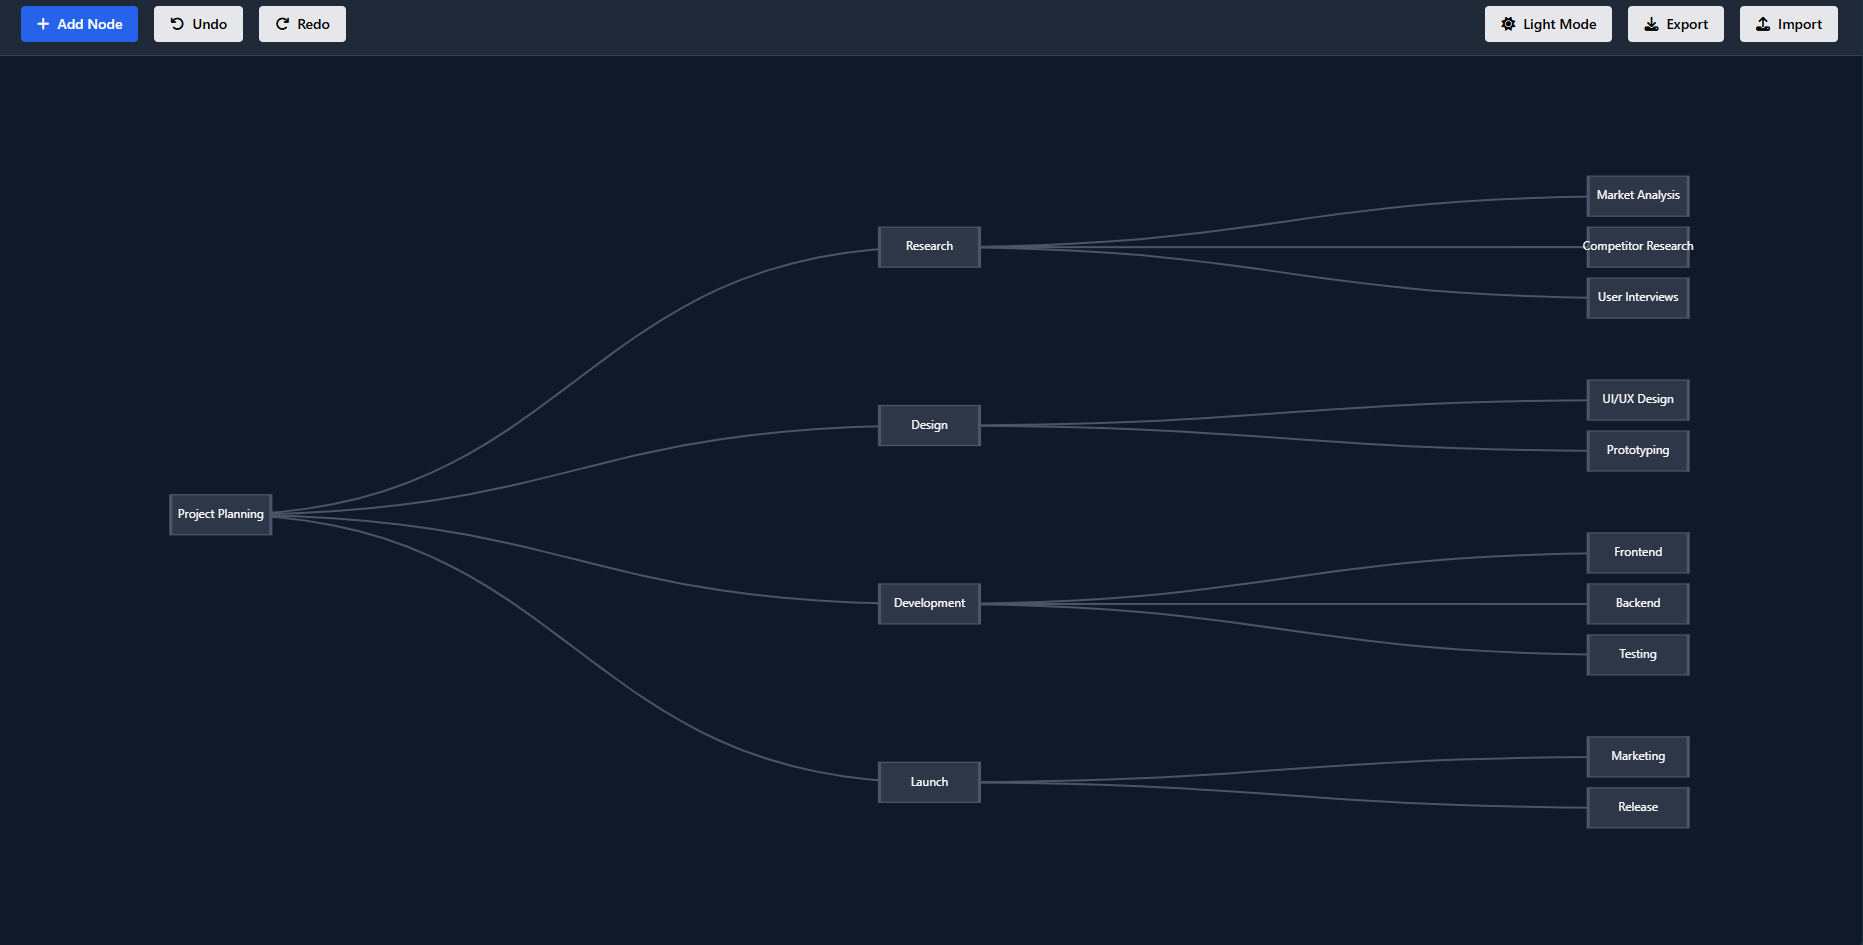 Add Node
Undo
Redo
Light Mode
Export
Import
Project Planning
Research
Market Analysis
Competitor Research
User Interviews
Design
UI/UX Design
Prototyping
Development
Frontend
Backend
Testing
Launch
Marketing
Release